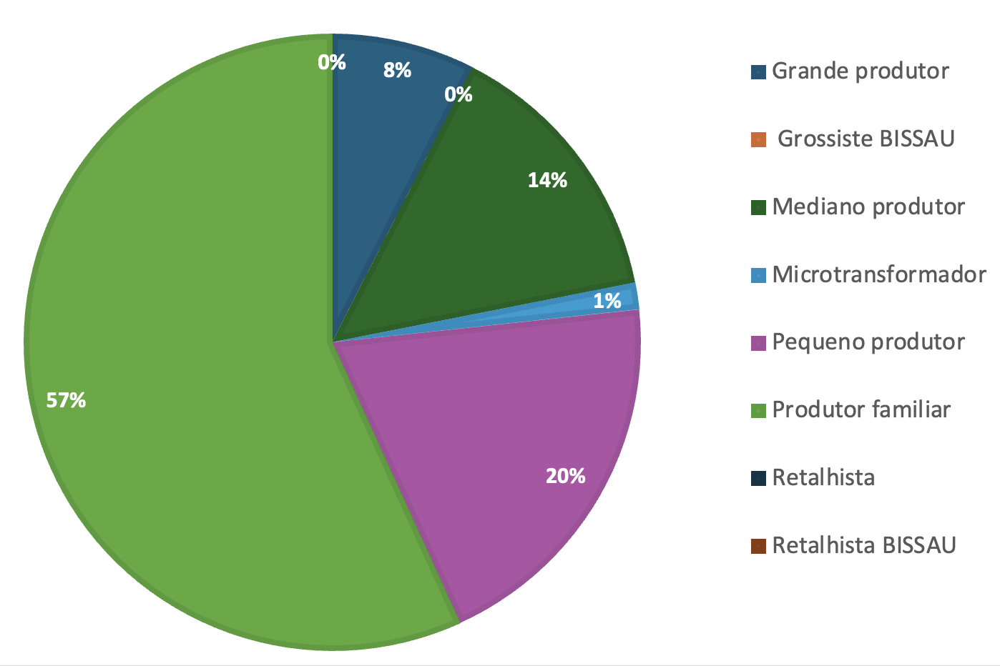 0%
8%
0%
14%
1%
20%
57%
Grande produtor
Grossiste BISSAU
Mediano produtor
Microtransformador
Pequeno produtor
Produtor familiar
Retalhista
Retalhista BISSAU